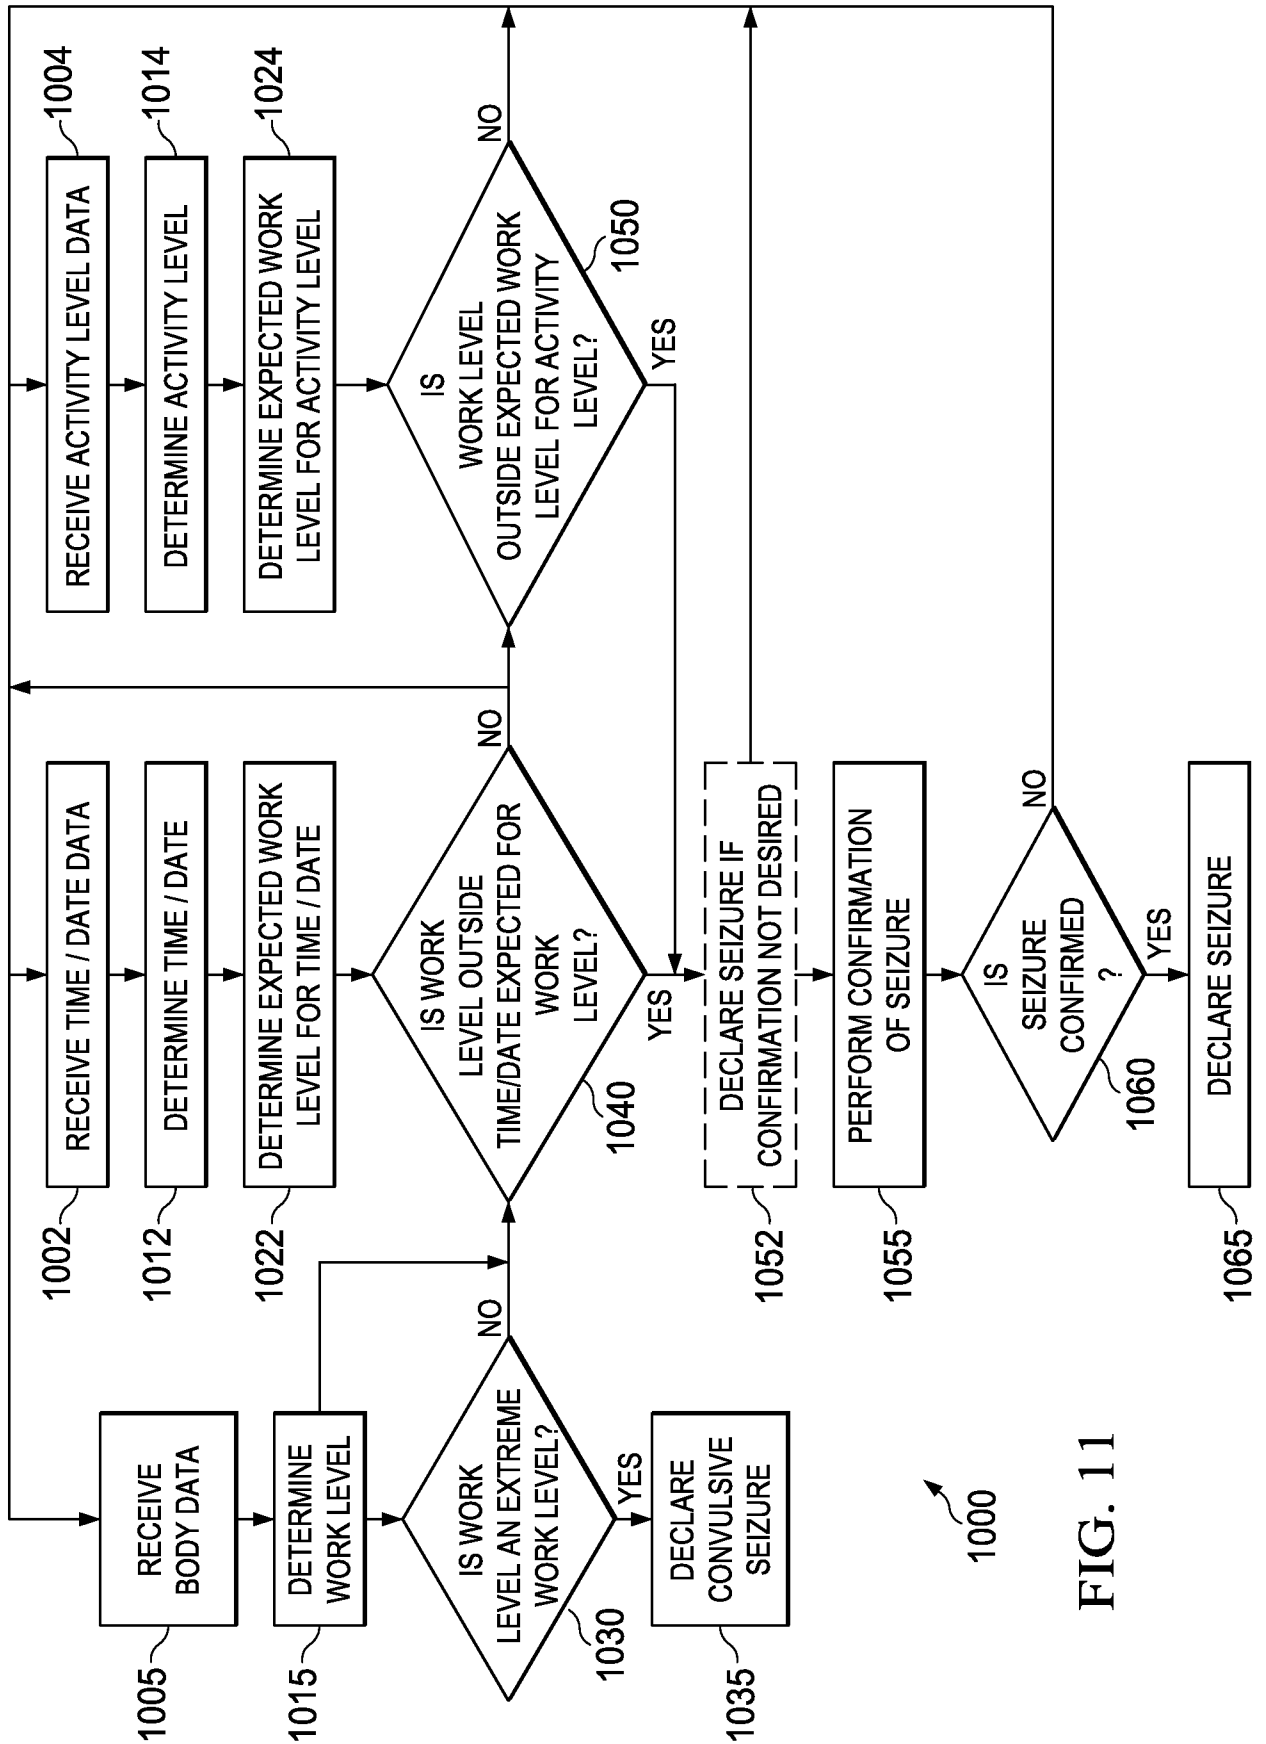 1005
RECEIVE
BODY DATA
1015
DETERMINE
WORK LEVEL
1030
IS WORK
LEVEL AN EXTREME
WORK LEVEL?
NO
YES
1035
DECLARE
CONVULSIVE
SEIZURE
1002
RECEIVE TIME / DATE DATA
1012
DETERMINE TIME / DATE
1022
DETERMINE EXPECTED WORK
LEVEL FOR TIME / DATE
1040
IS WORK
LEVEL OUTSIDE
TIME/DATE EXPECTED FOR
WORK
LEVEL?
NO
YES
1004
RECEIVE ACTIVITY LEVEL DATA
1014
DETERMINE ACTIVITY LEVEL
1024
DETERMINE EXPECTED WORK
LEVEL FOR ACTIVITY LEVEL
1050
IS
WORK LEVEL
OUTSIDE EXPECTED WORK
LEVEL FOR ACTIVITY
LEVEL?
NO
YES
1052
DECLARE SEIZURE IF
CONFIRMATION NOT DESIRED
1055
PERFORM CONFIRMATION
OF SEIZURE
1060
IS
SEIZURE
CONFIRMED
?
NO
YES
1065
DECLARE SEIZURE
1000
FIG. 11